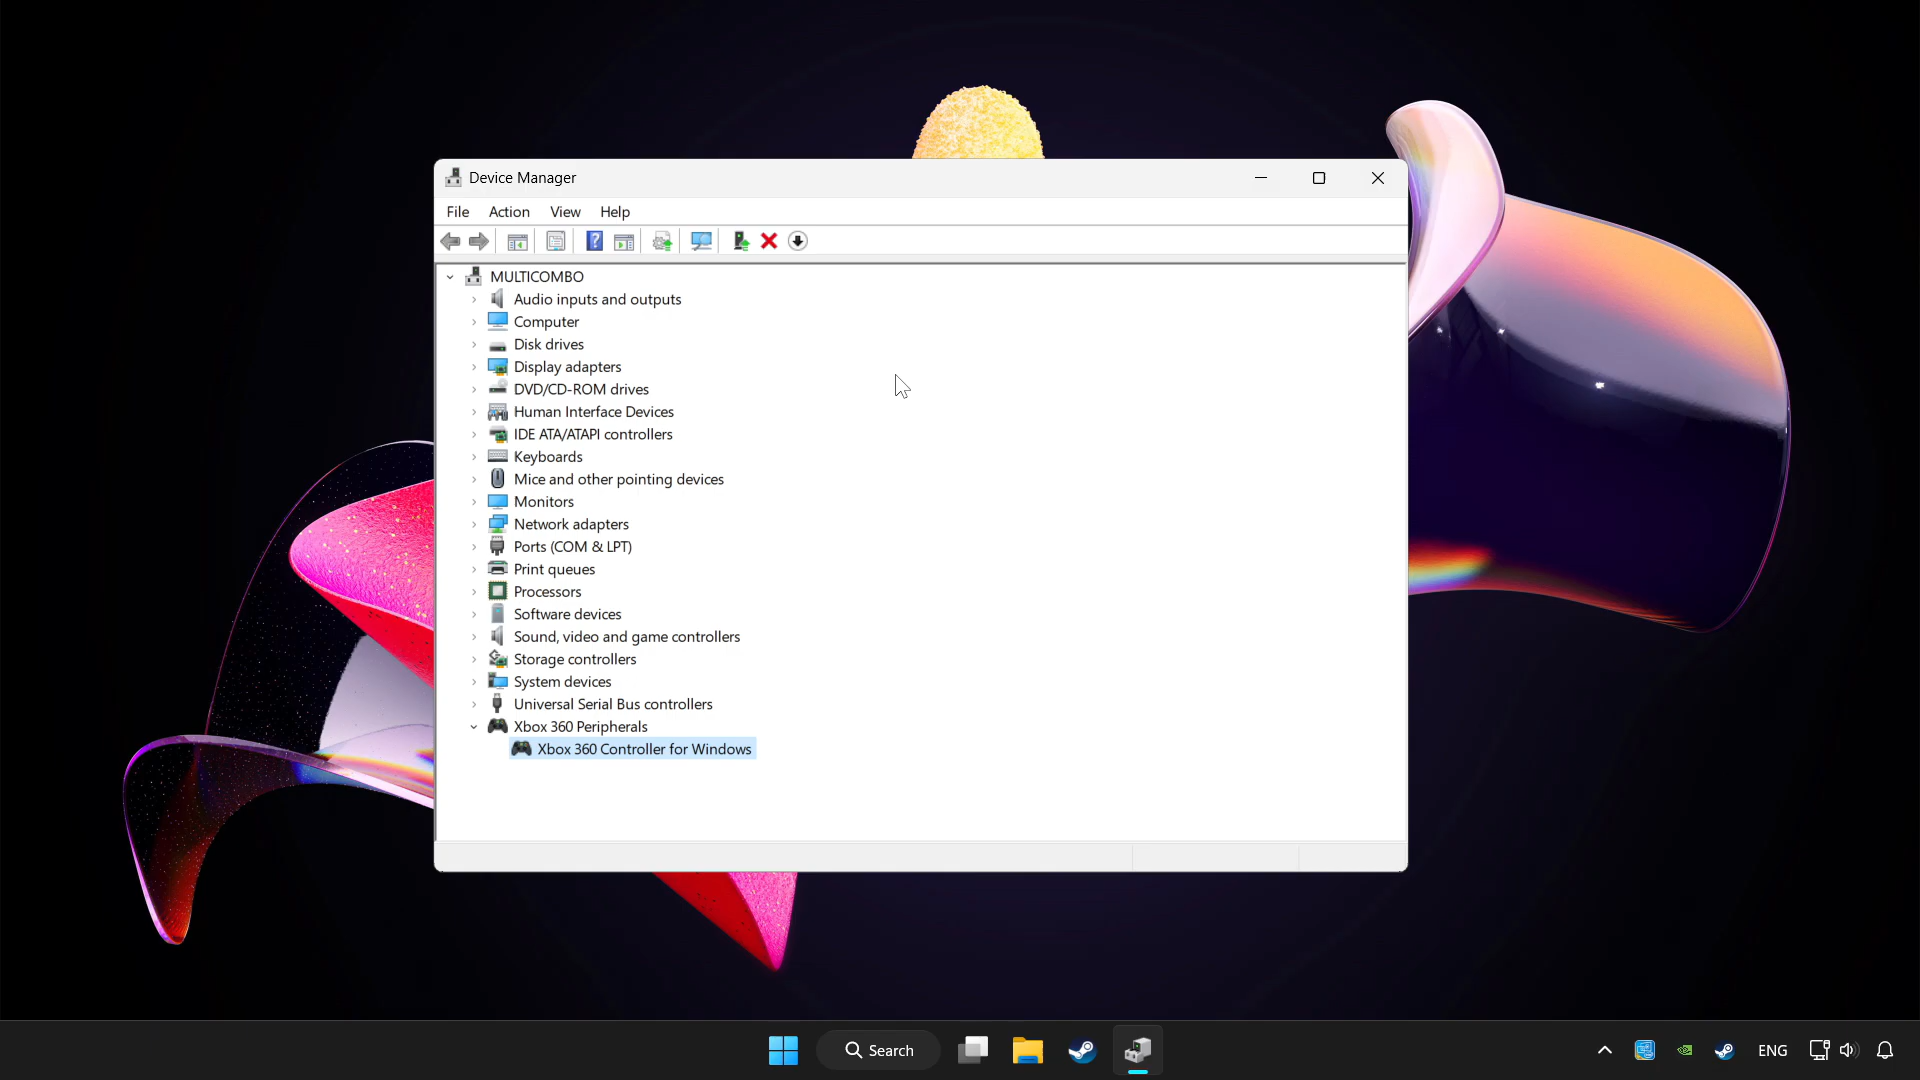 Device Manager
File Action View Help
MULTICOMBO
Audio inputs and outputs
Computer
Disk drives
Display adapters
DVD/CD-ROM drives
Human Interface Devices
IDE ATA/ATAPI controllers
Keyboards
Mice and other pointing devices
Monitors
Network adapters
Ports (COM & LPT)
Print queues
Processors
Software devices
Sound, video and game controllers
Storage controllers
System devices
Universal Serial Bus controllers
Xbox 360 Peripherals
Xbox 360 Controller for Windows
Search
ENG